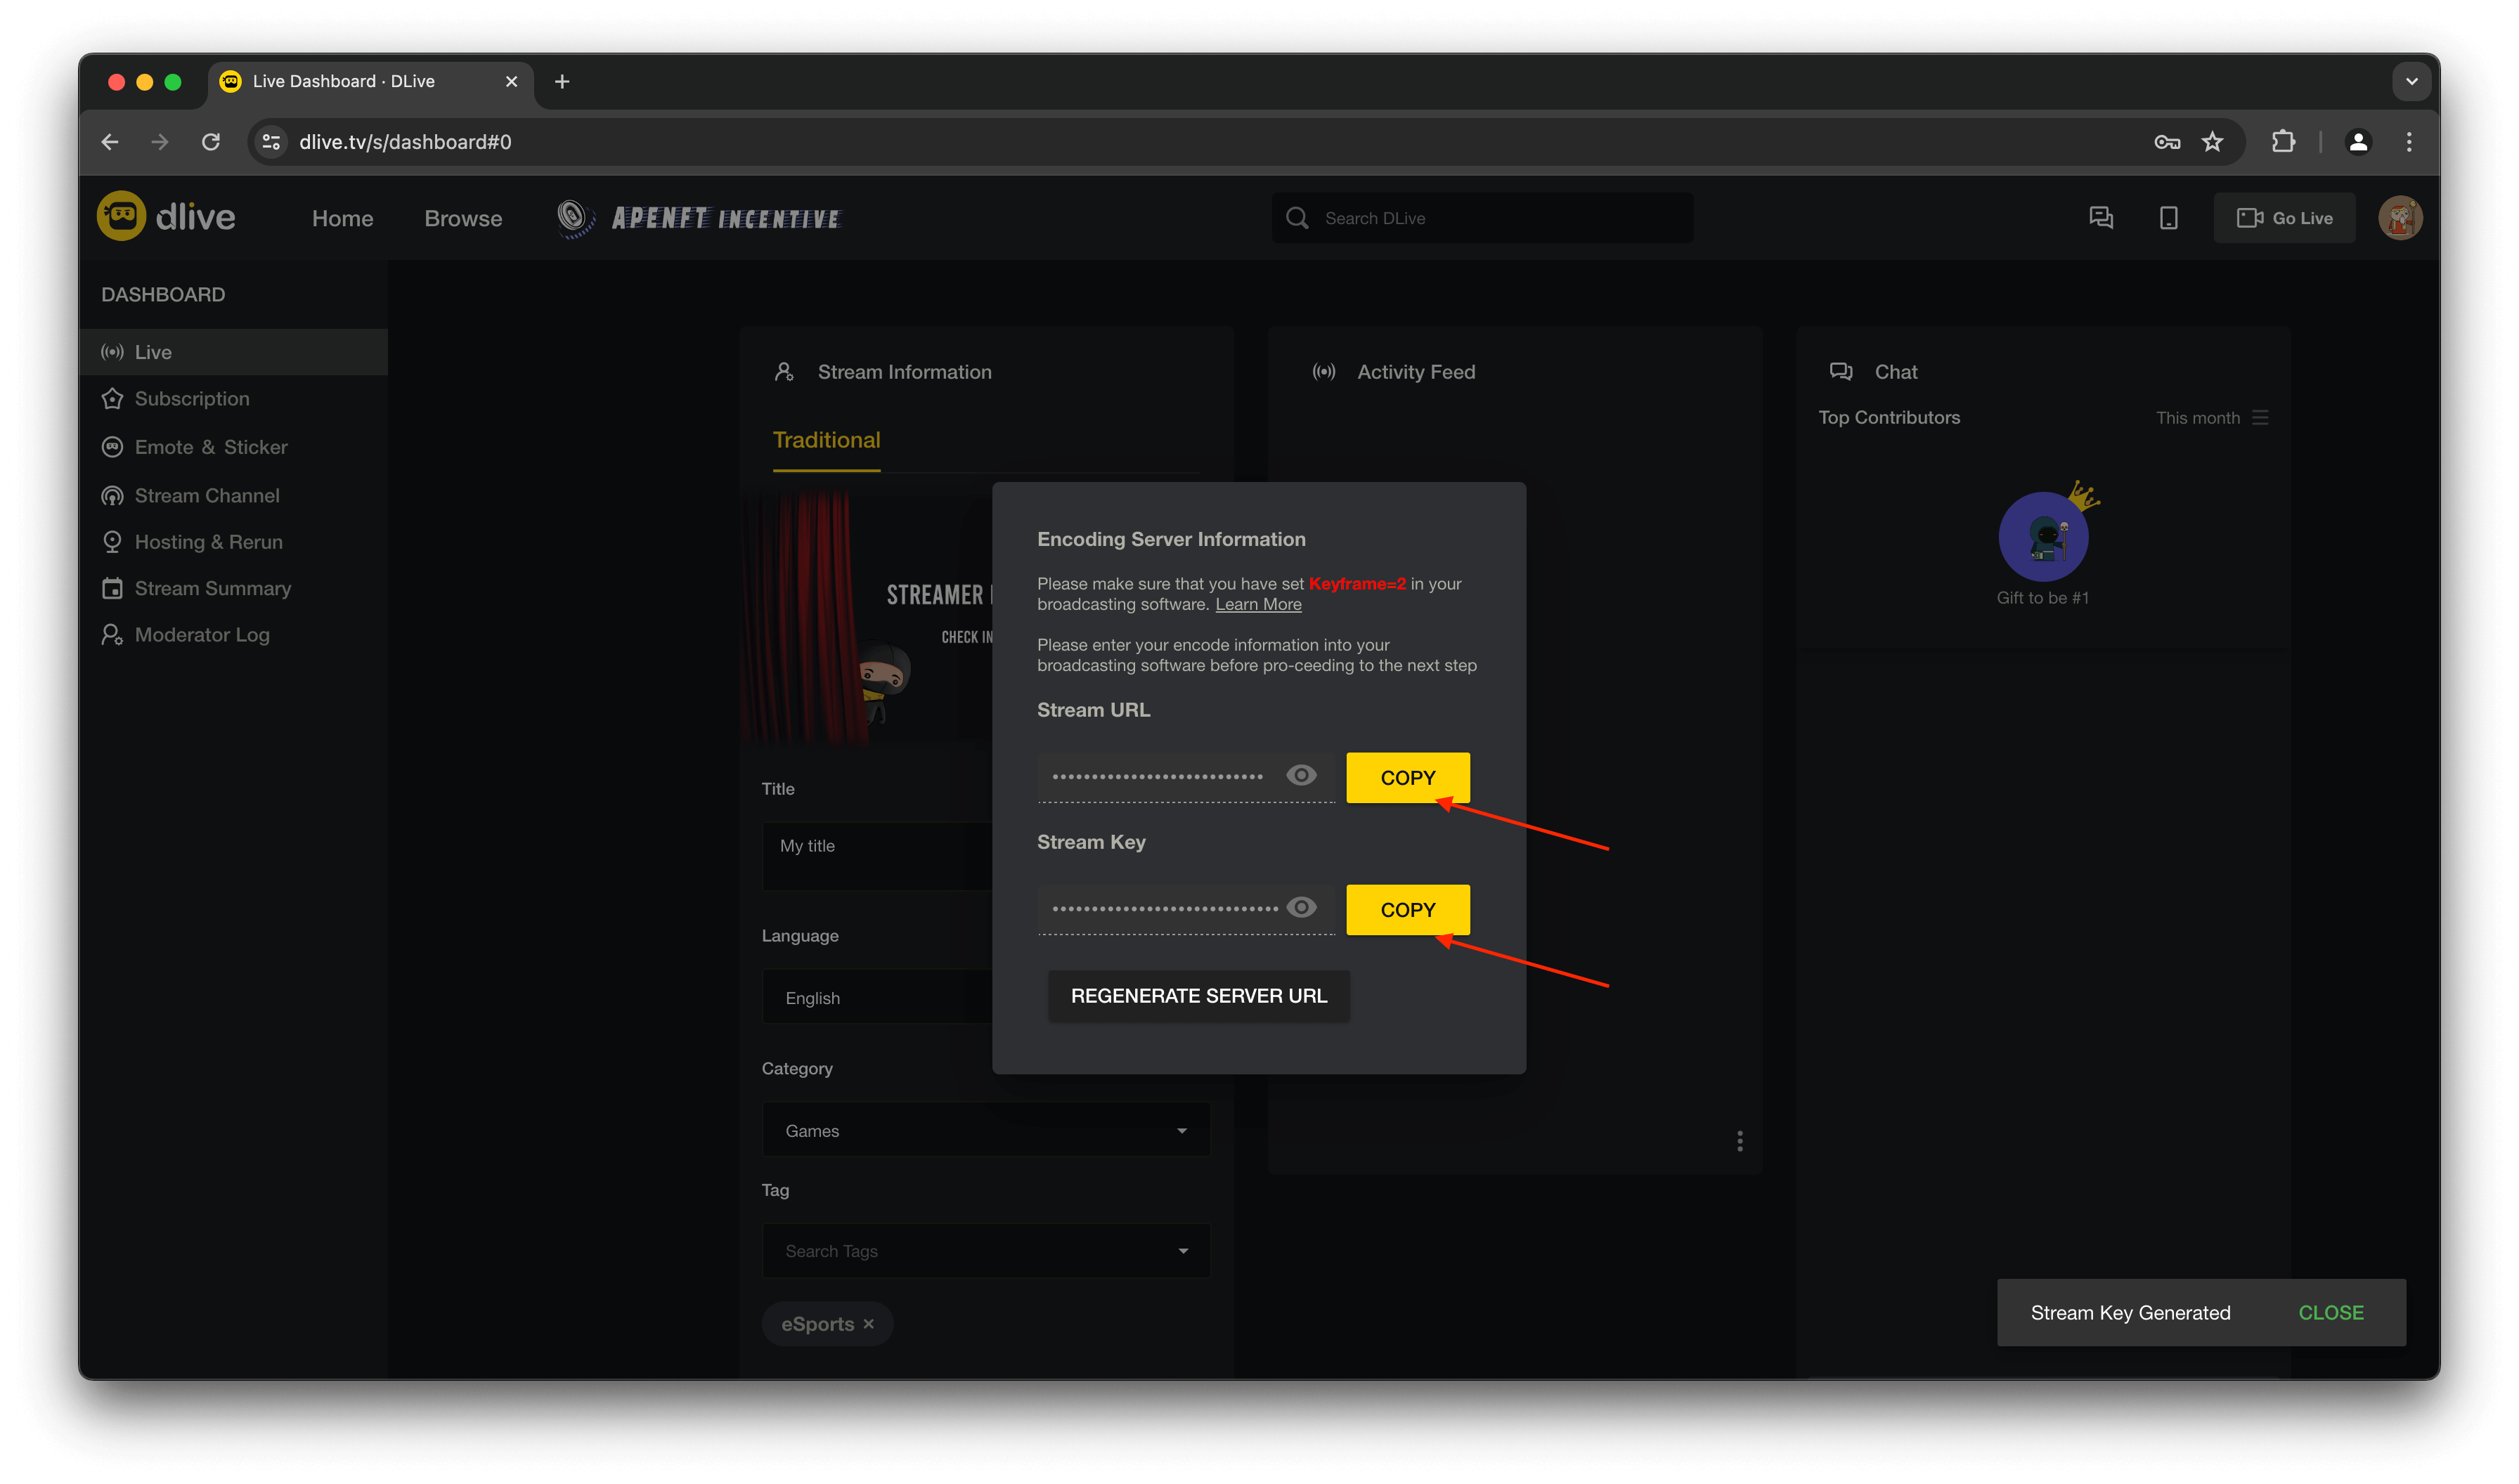 Live Dashboard · DLive
dlive.tv/s/dashboard#0
dlive
Home
Browse
APENFT INCENTIVE
Search DLive
Go Live
DASHBOARD
Live
Subscription
Emote & Sticker
Stream Channel
Hosting & Rerun
Stream Summary
Moderator Log
Stream Information
Traditional
STREAMER
CHECK IN
Title
My title
Language
English
Category
Games
Tag
Search Tags
eSports
Activity Feed
Encoding Server Information
Please make sure that you have set Keyframe=2 in your
broadcasting software. Learn More
Please enter your encode information into your
broadcasting software before pro-ceeding to the next step
Stream URL
COPY
Stream Key
COPY
REGENERATE SERVER URL
Chat
Top Contributors
This month
Gift to be #1
Stream Key Generated
CLOSE